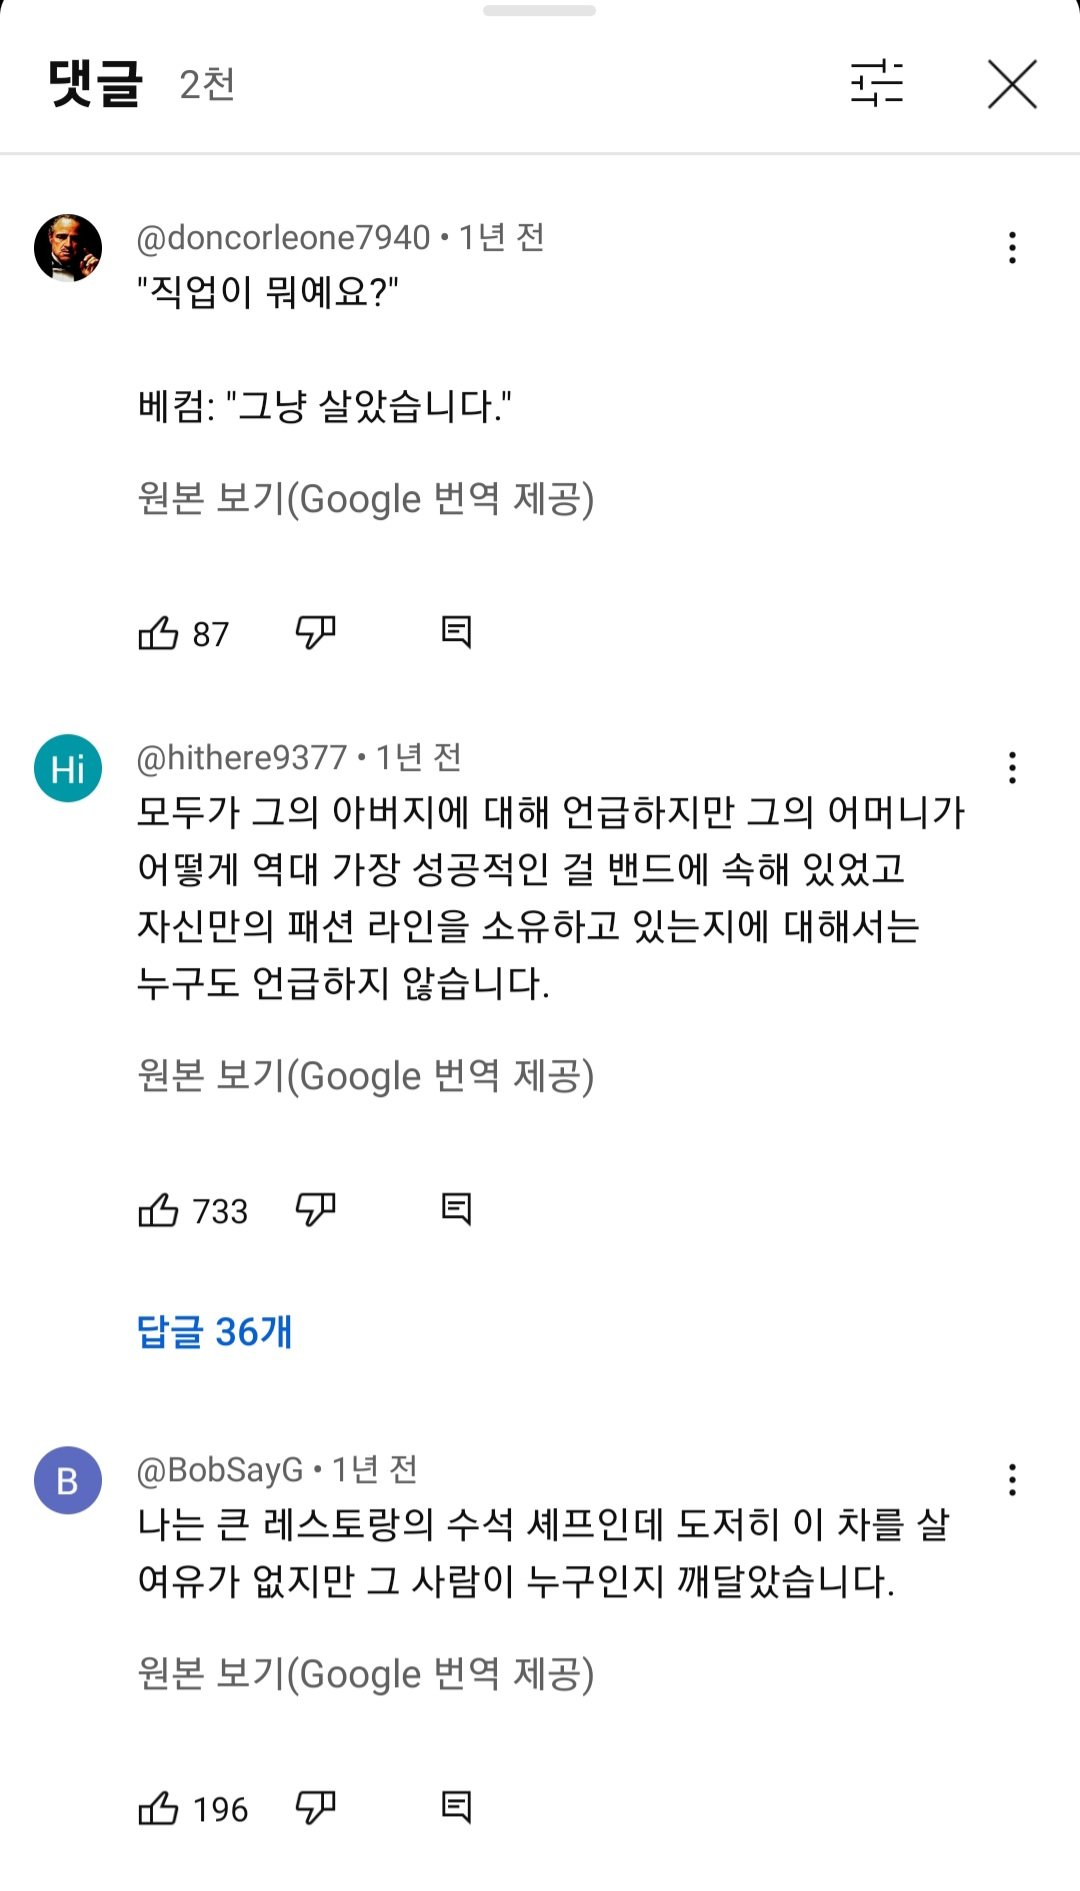 댓글 2천
@doncorleone7940 • 1년 전
"직업이 뭐예요?"
베컴: "그냥 살았습니다."
원본 보기(Google 번역 제공)
87
Hi
@hithere9377 • 1년 전
모두가 그의 아버지에 대해 언급하지만 그의 어머니가
어떻게 역대 가장 성공적인 걸 밴드에 속해 있었고
자신만의 패션 라인을 소유하고 있는지에 대해서는
누구도 언급하지 않습니다.
원본 보기(Google 번역 제공)
733
답글 36개
B
@BobSayG • 1년 전
나는 큰 레스토랑의 수석 셰프인데 도저히 이 차를 살
여유가 없지만 그 사람이 누구인지 깨달았습니다.
원본 보기(Google 번역 제공)
196